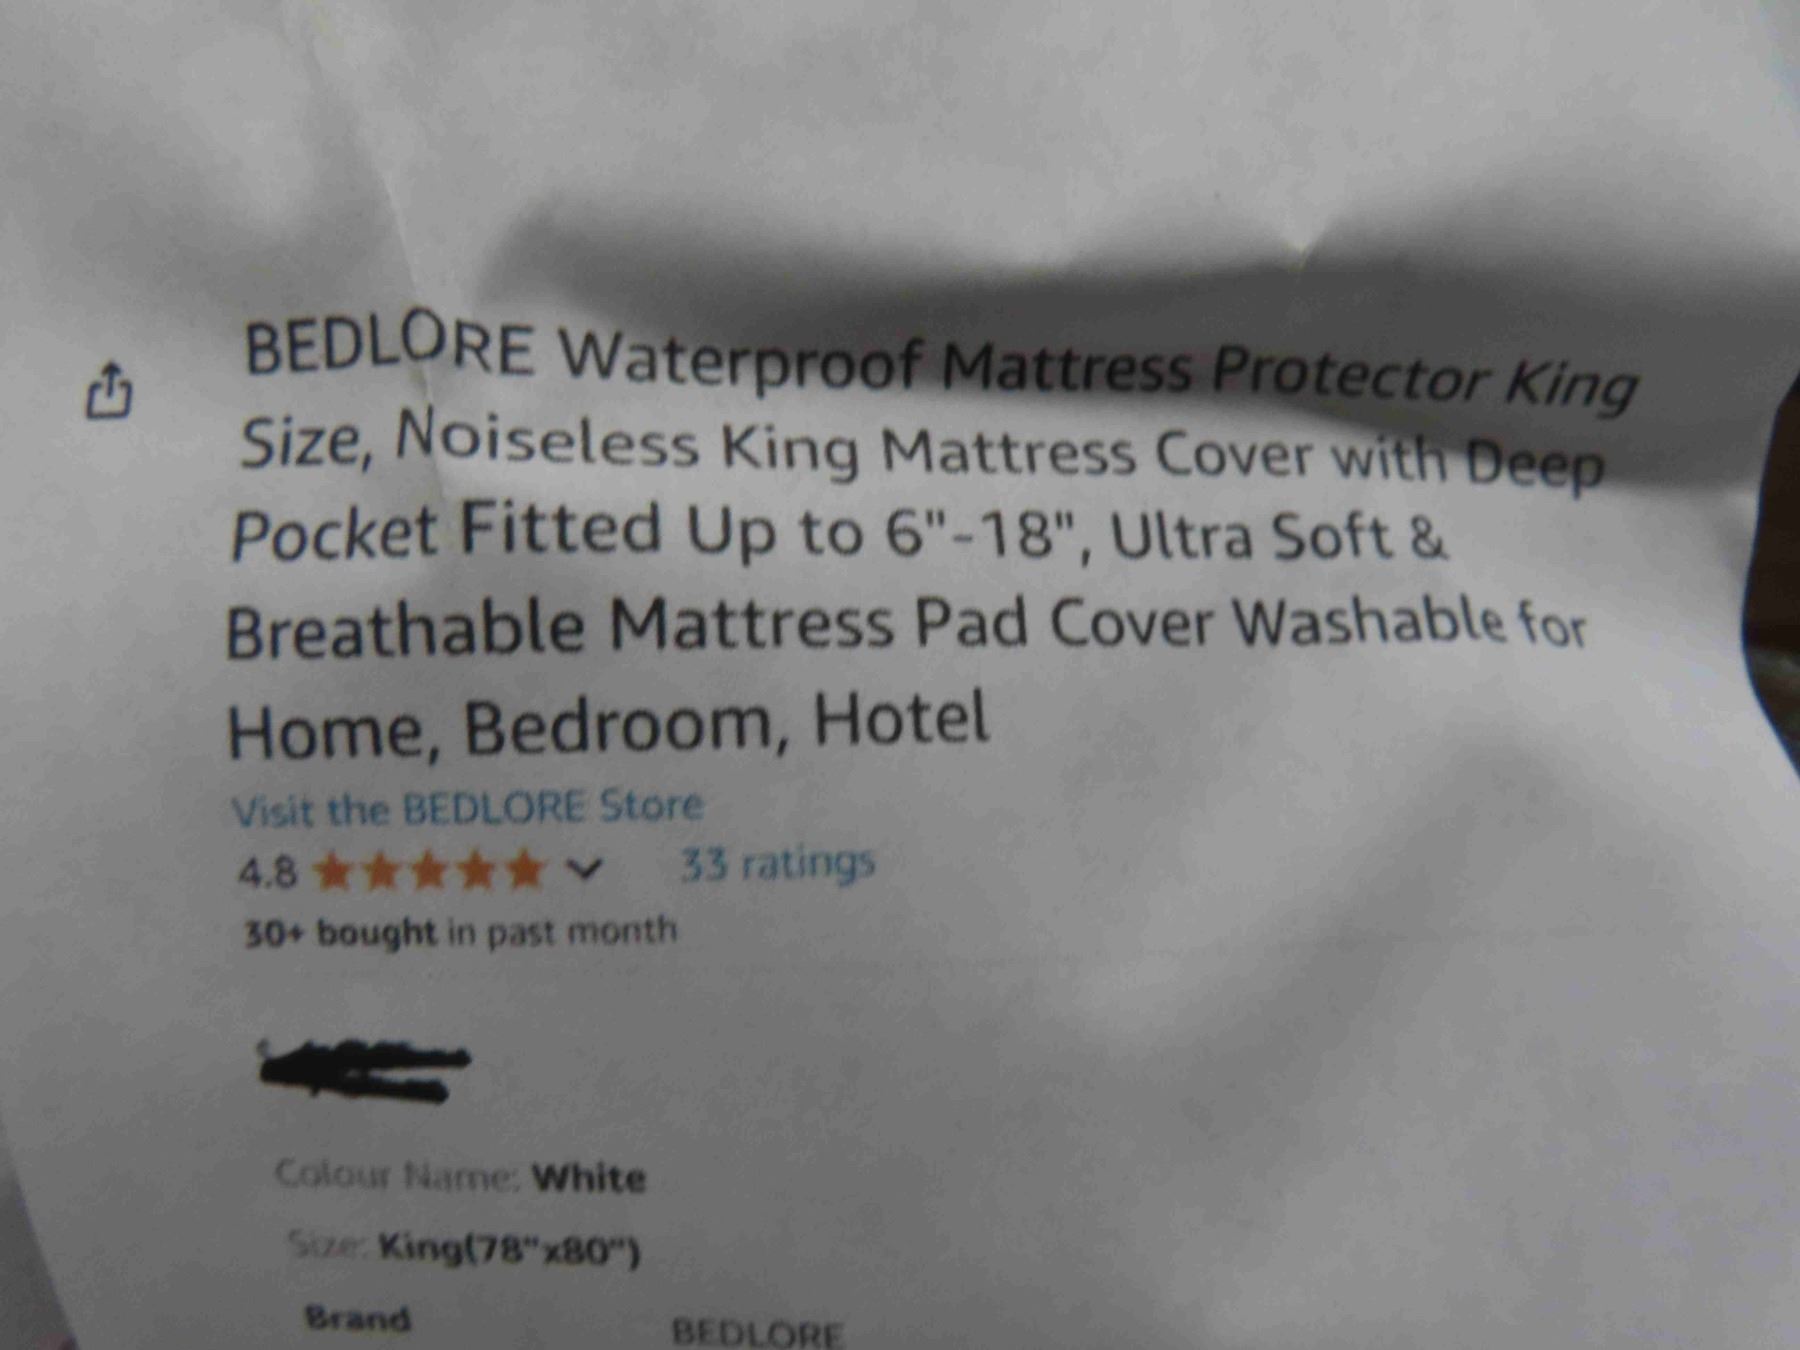 BEDLORE Waterproof Mattress Protector King
Size, Noiseless King Mattress Cover with Deep
Pocket Fitted Up to 6"-18", Ultra Soft &
Breathable Mattress Pad Cover Washable for
Home, Bedroom, Hotel
Visit the BEDLORE Store
4.8 33 ratings
30+ bought in past month
Colour Name: White
Size: King(78"x80")
Brand BEDLORE